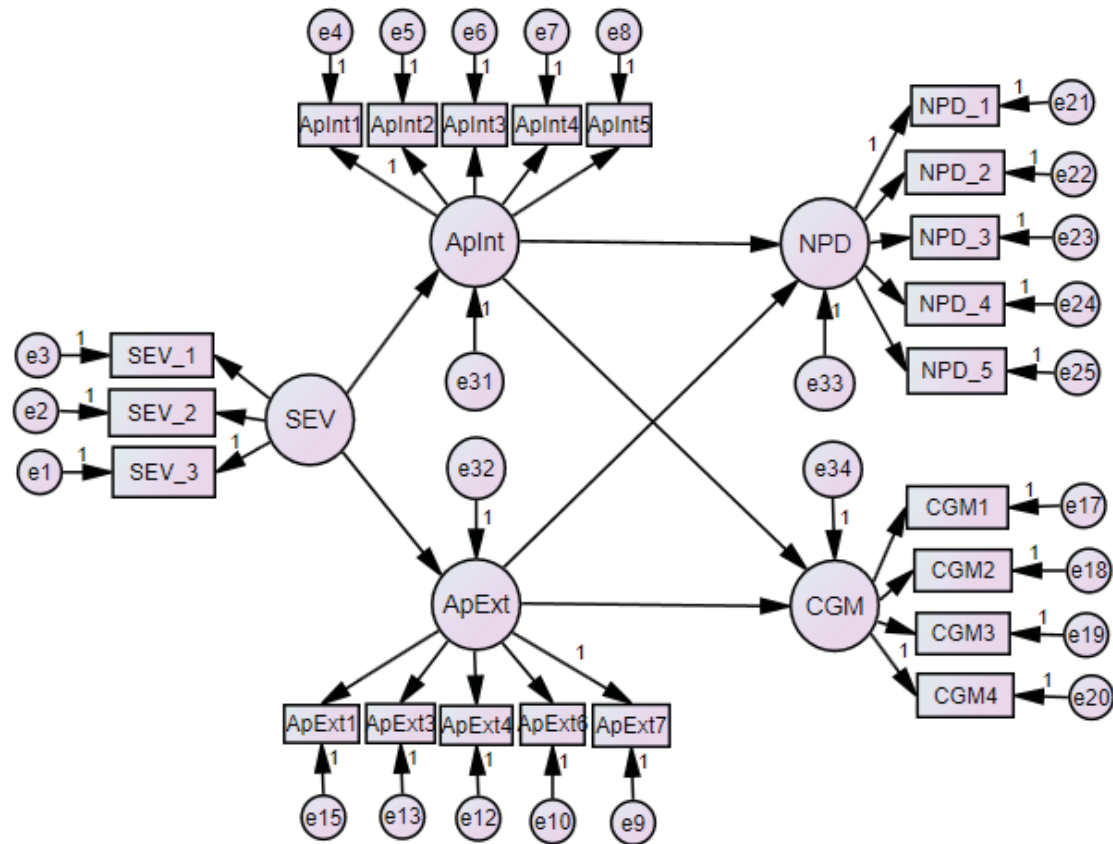 e4 e5 e6 e7 e8
1 1 1 1 1
ApInt1 ApInt2 ApInt3 ApInt4 ApInt5
1
ApInt
1
e31
NPD
1
e33
1
NPD_1 1 e21
NPD_2 1 e22
NPD_3 1 e23
NPD_4 1 e24
NPD_5 1 e25
e3 1 SEV_1
e2 1 SEV_2
e1 1 SEV_3
1
SEV
e32
1
ApExt
e34
1
CGM
CGM1 1 e17
CGM2 1 e18
CGM3 1 e19
1
CGM4 1 e20
1
ApExt1 ApExt3 ApExt4 ApExt6 ApExt7
1 1 1 1 1
e15 e13 e12 e10 e9